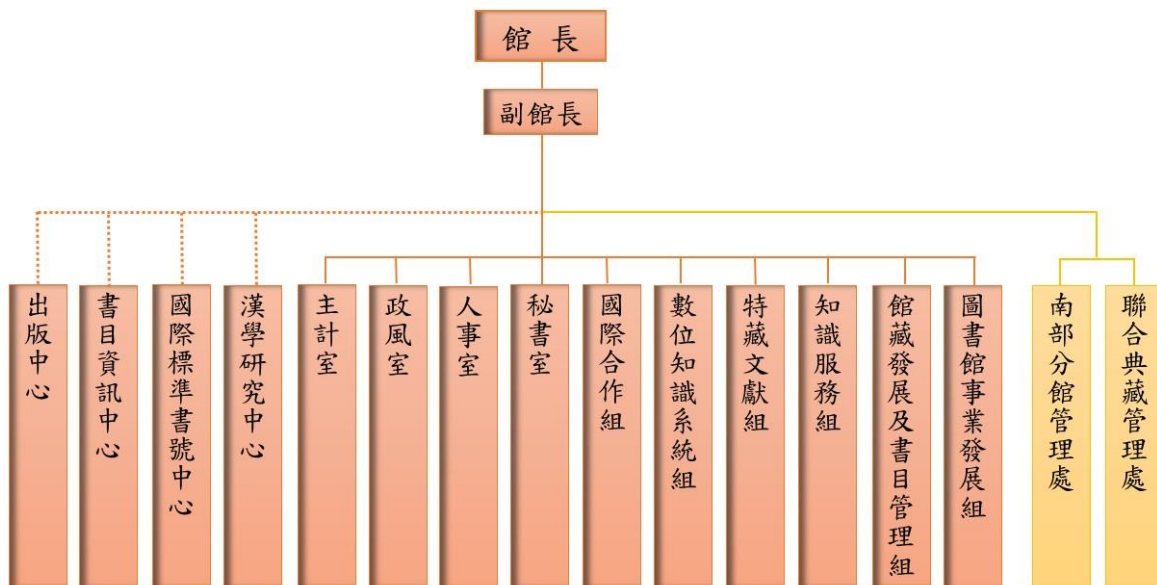 館 長
副館長
出版中心
書目資訊中心
國際標準書號中心
漢學研究中心
主計室
政風室
人事室
秘書室
國際合作組
數位知識系統組
特藏文獻組
知識服務組
館藏發展及書目管理組
圖書館事業發展組
南部分館管理處
聯合典藏管理處